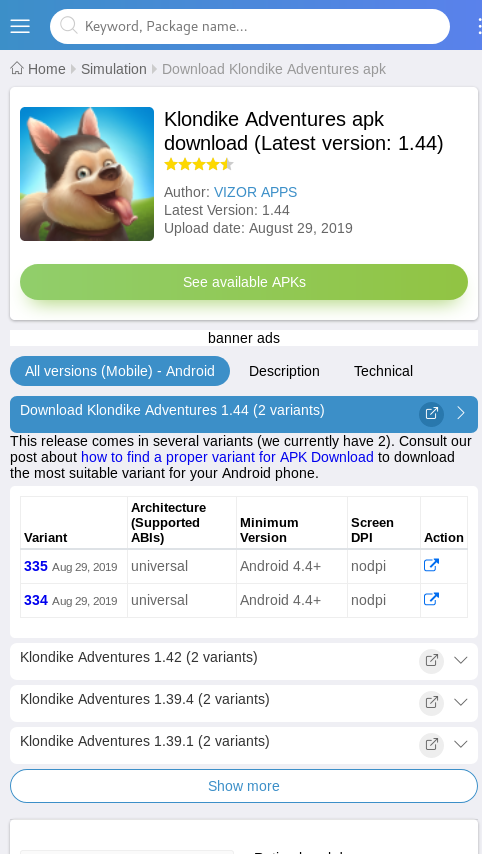 Keyword, Package name...
Home Simulation Download Klondike Adventures apk
Klondike Adventures apk
download (Latest version: 1.44)
Author: VIZOR APPS
Latest Version: 1.44
Upload date: August 29, 2019
See available APKs
banner ads
All versions (Mobile) - Android Description Technical
Download Klondike Adventures 1.44 (2 variants)
This release comes in several variants (we currently have 2). Consult our
post about how to find a proper variant for APK Download to download
the most suitable variant for your Android phone.
Variant Architecture (Supported ABIs) Minimum Version Screen DPI Action
335 Aug 29, 2019 universal Android 4.4+ nodpi
334 Aug 29, 2019 universal Android 4.4+ nodpi
Klondike Adventures 1.42 (2 variants)
Klondike Adventures 1.39.4 (2 variants)
Klondike Adventures 1.39.1 (2 variants)
Show more